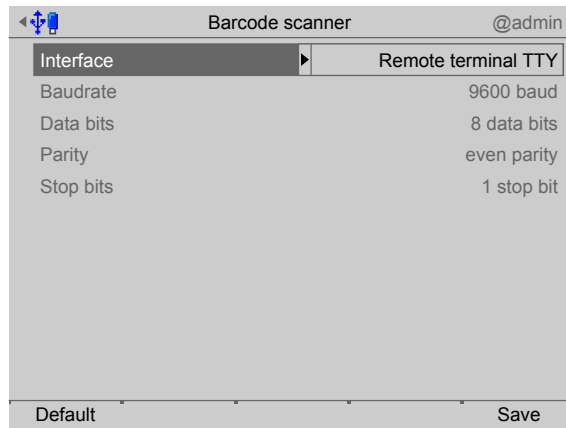 Barcode scanner @admin
Interface Remote terminal TTY
Baudrate 9600 baud
Data bits 8 data bits
Parity even parity
Stop bits 1 stop bit
Default Save